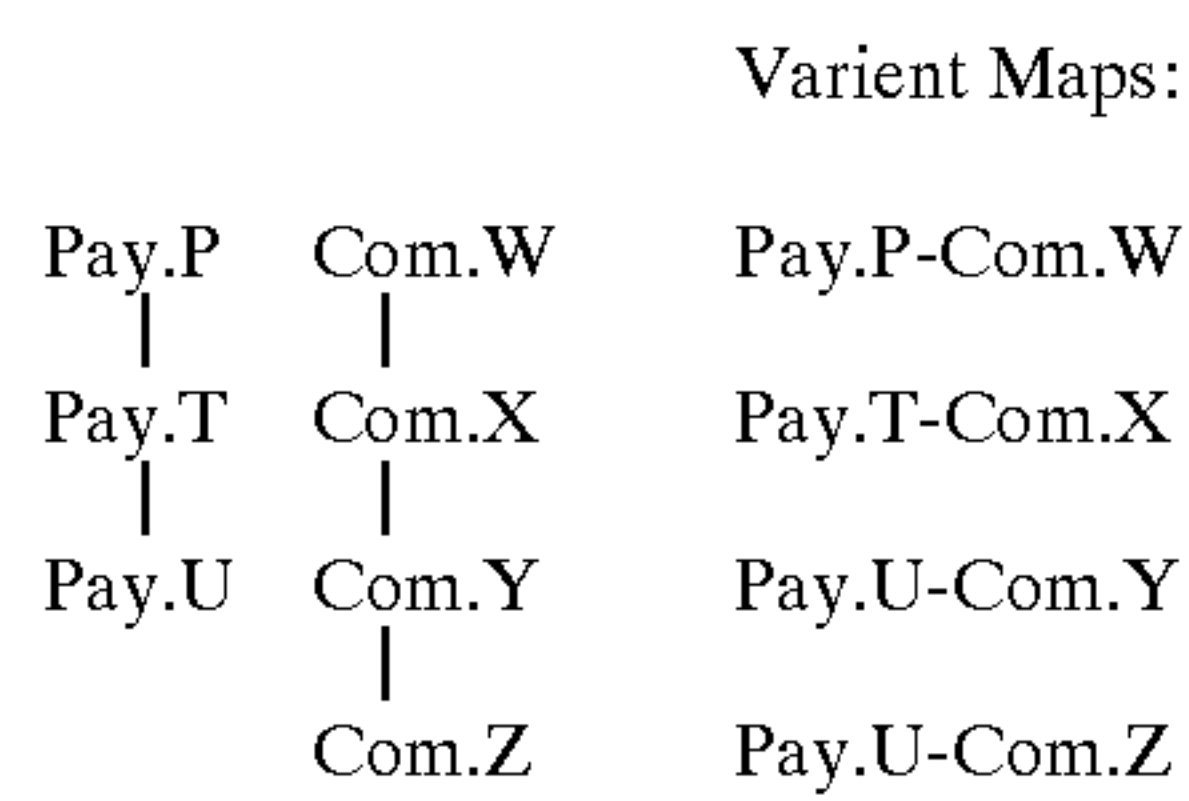 Varient Maps:
Pay.P Com.W Pay.P-Com.W
Pay.T Com.X Pay.T-Com.X
Pay.U Com.Y Pay.U-Com.Y
Com.Z Pay.U-Com.Z